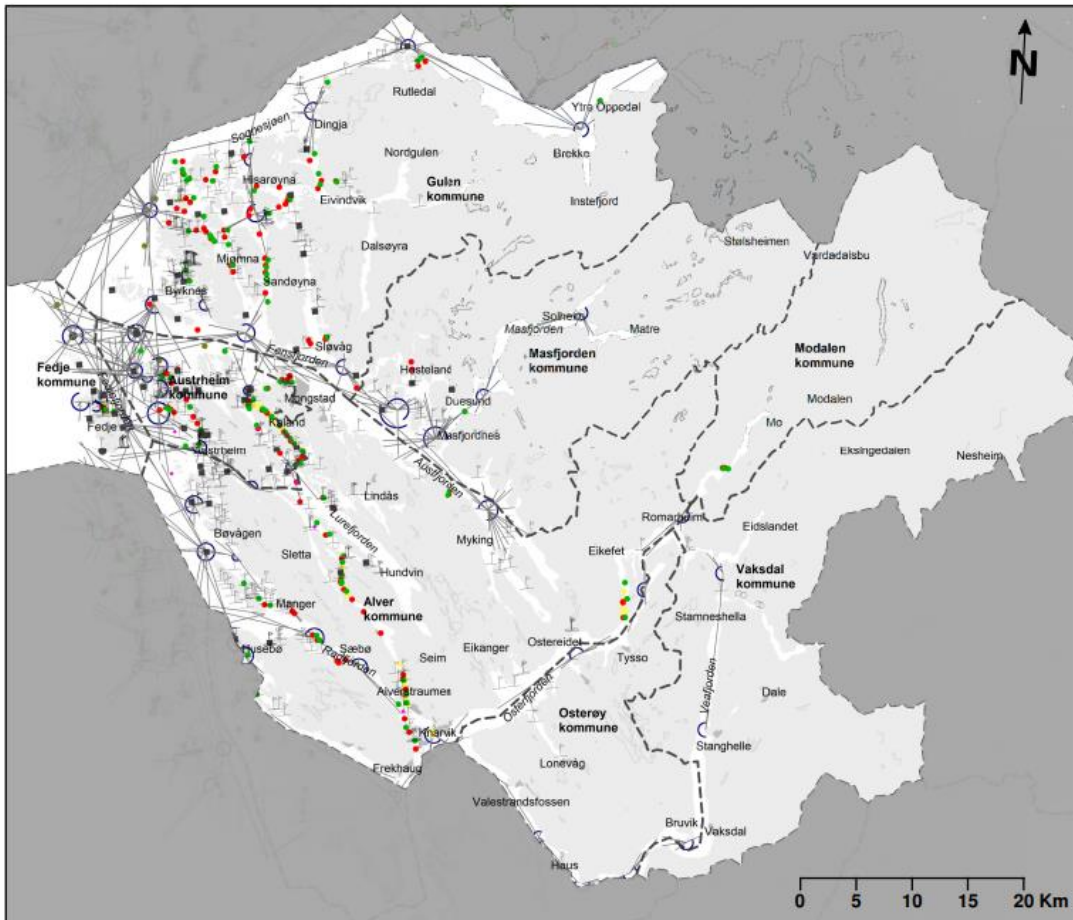 N
Rutledal
Ytre Oppedal
Sognesjøen
Dingja
Nordgulen
Brekke
Hisarøyna
Gulen
kommune
Eivindvik
Instefjord
Dalsøyra
Stølsheimen
Vardadalsbu
Mjømna
Sandøyna
Byrknes
Solheim
Masfjorden
Matre
Fensfjorden
Sløvåg
Masfjorden
kommune
Modalen
kommune
Fedje
kommune
Austrheim
kommune
Hosteland
Duesund
Mongstad
Modalen
Fedje
Kaland
Mo
Masfjordnes
Austrheim
Eksingedalen
Nesheim
Austfjorden
Lindås
Lurefjorden
Romarheim
Bøvågen
Eidslandet
Myking
Eikefet
Sletta
Hundvin
Vaksdal
kommune
Manger
Alver
kommune
Stamneshella
Husebø
Sæbø
Radfjorden
Seim
Eikanger
Ostereidet
Tysso
Alverstraumen
Osterfjorden
Veafjorden
Dale
Osterøy
kommune
Knarvik
Stanghelle
Frekhaug
Lonevåg
Valestrandsfossen
Bruvik
Vaksdal
Haus
0 5 10 15 20 Km